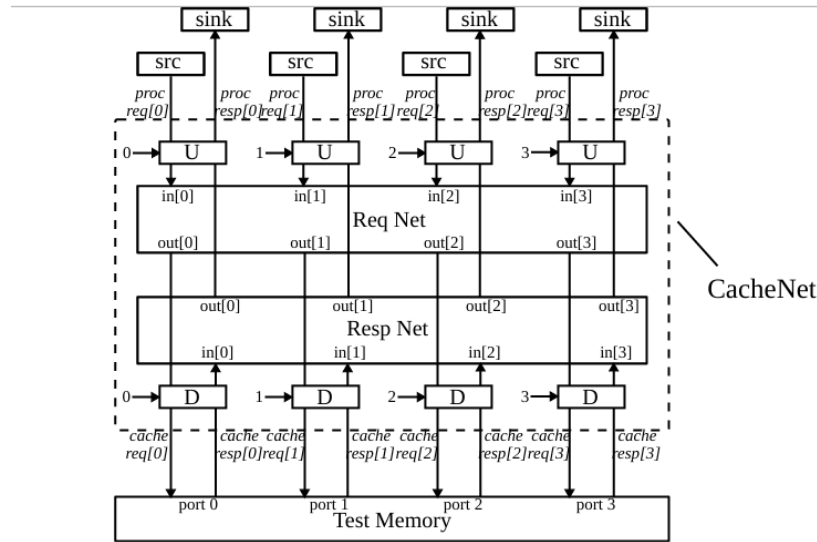 sink sink sink sink
src src src src
proc proc proc proc proc proc proc proc
req[0] resp[0] req[1] resp[1] req[2] resp[2] req[3] resp[3]
0 U 1 U 2 U 3 U
in[0] in[1] in[2] in[3]
Req Net
out[0] out[1] out[2] out[3]
CacheNet
out[0] out[1] out[2] out[3]
Resp Net
in[0] in[1] in[2] in[3]
0 D 1 D 2 D 3 D
cache cache cache cache cache cache cache cache
req[0] resp[0] req[1] resp[1] req[2] resp[2] req[3] resp[3]
port 0 port 1 port 2 port 3
Test Memory